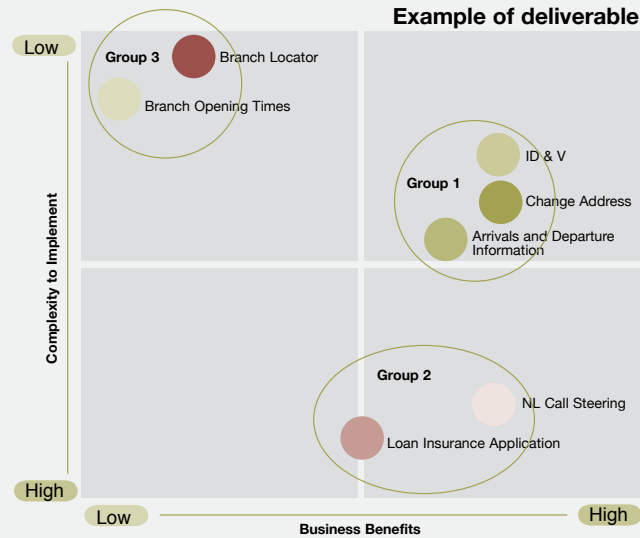 Example of deliverable
Low
Group 3
Branch Locator
Branch Opening Times
ID & V
Group 1
Change Address
Arrivals and Departure
Information
Complexity to Implement
Group 2
NL Call Steering
Loan Insurance Application
High
Low
High
Business Benefits